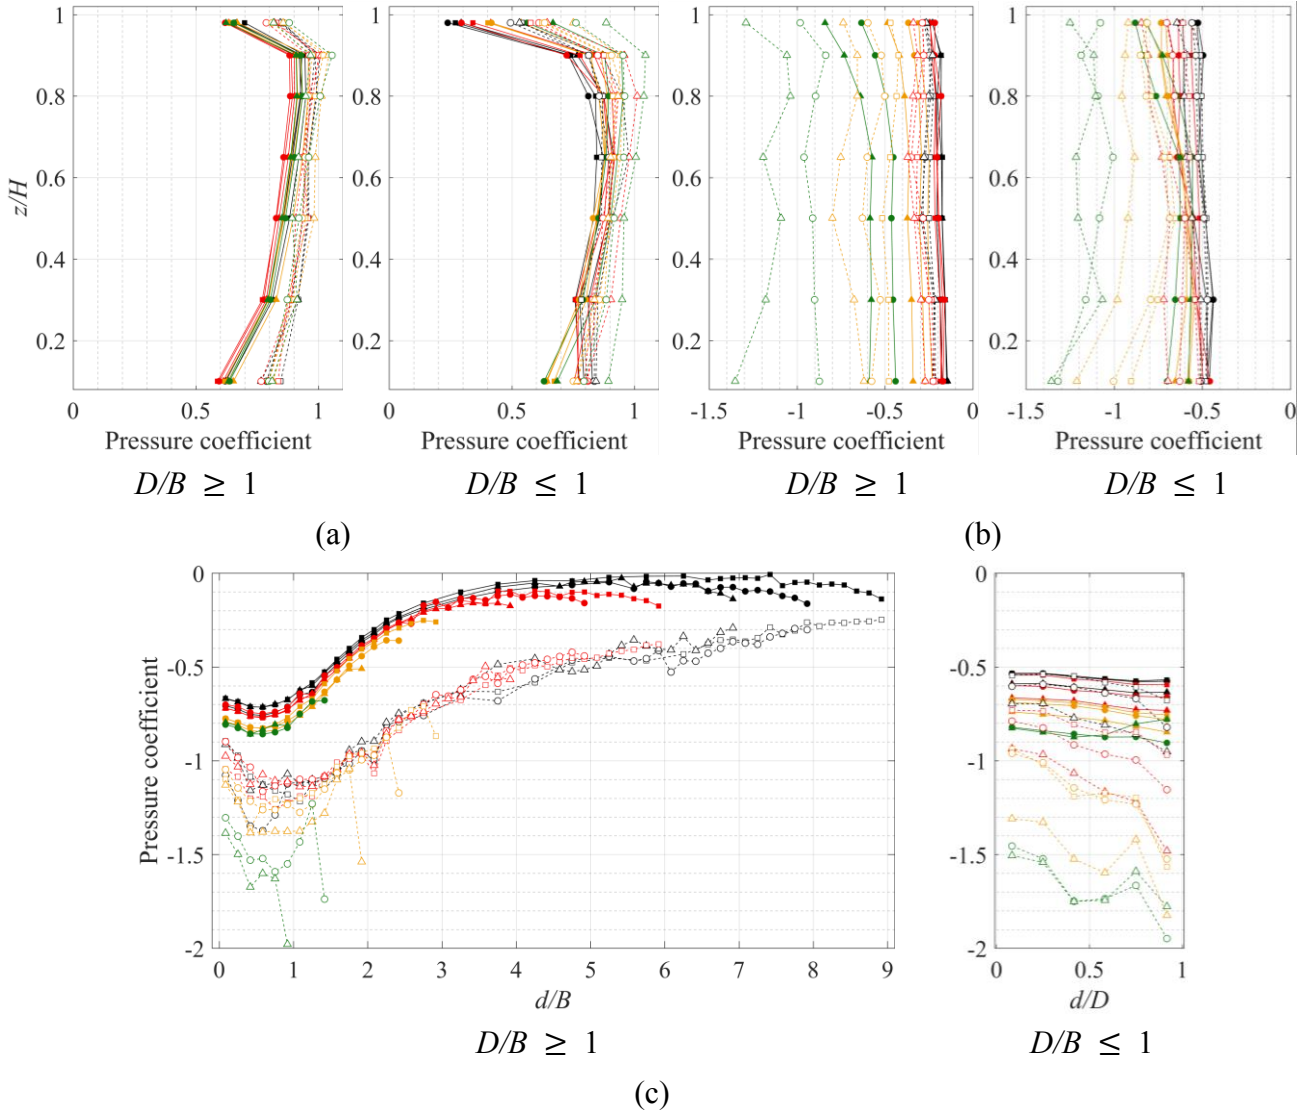 1
0.8
0.6
0.4
0.2
z/H
0 0.5 1
Pressure coefficient
D/B ≥ 1
1
0.8
0.6
0.4
0.2
0 0.5 1
Pressure coefficient
D/B ≤ 1
(a)
1
0.8
0.6
0.4
0.2
-1.5 -1 -0.5 0
Pressure coefficient
D/B ≥ 1
1
0.8
0.6
0.4
0.2
-1.5 -1 -0.5 0
Pressure coefficient
D/B ≤ 1
(b)
0
-0.5
-1
-1.5
-2
Pressure coefficient
0 1 2 3 4 5 6 7 8 9
d/B
D/B ≥ 1
0
-0.5
-1
-1.5
-2
0 0.5 1
d/D
D/B ≤ 1
(c)